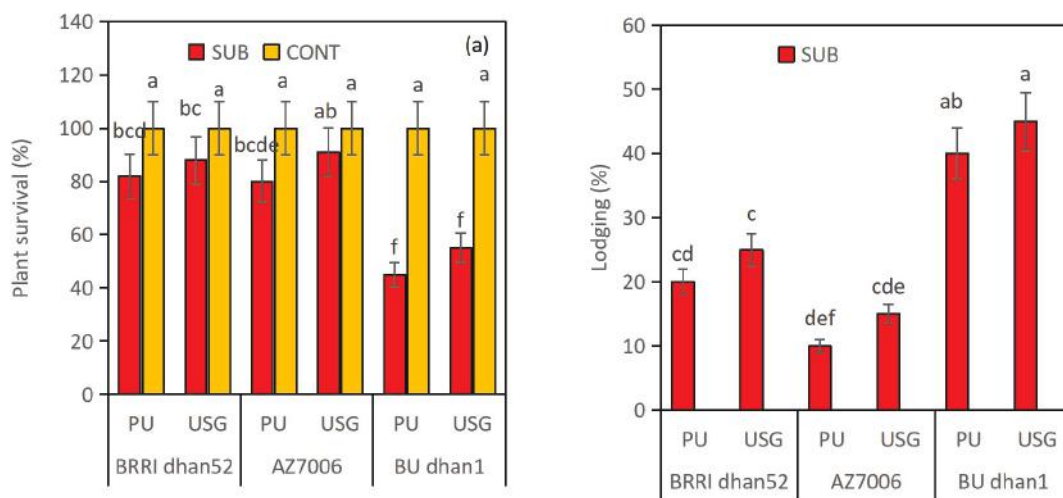 140
120
100
80
60
40
20
0
Plant survival (%)
SUB CONT
(a)
bcd a bc a bcde a ab a f a f a
PU USG PU USG PU USG
BRRI dhan52 AZ7006 BU dhan1
60
50
40
30
20
10
0
Lodging (%)
SUB
cd c def cde ab a
PU USG PU USG PU USG
BRRI dhan52 AZ7006 BU dhan1